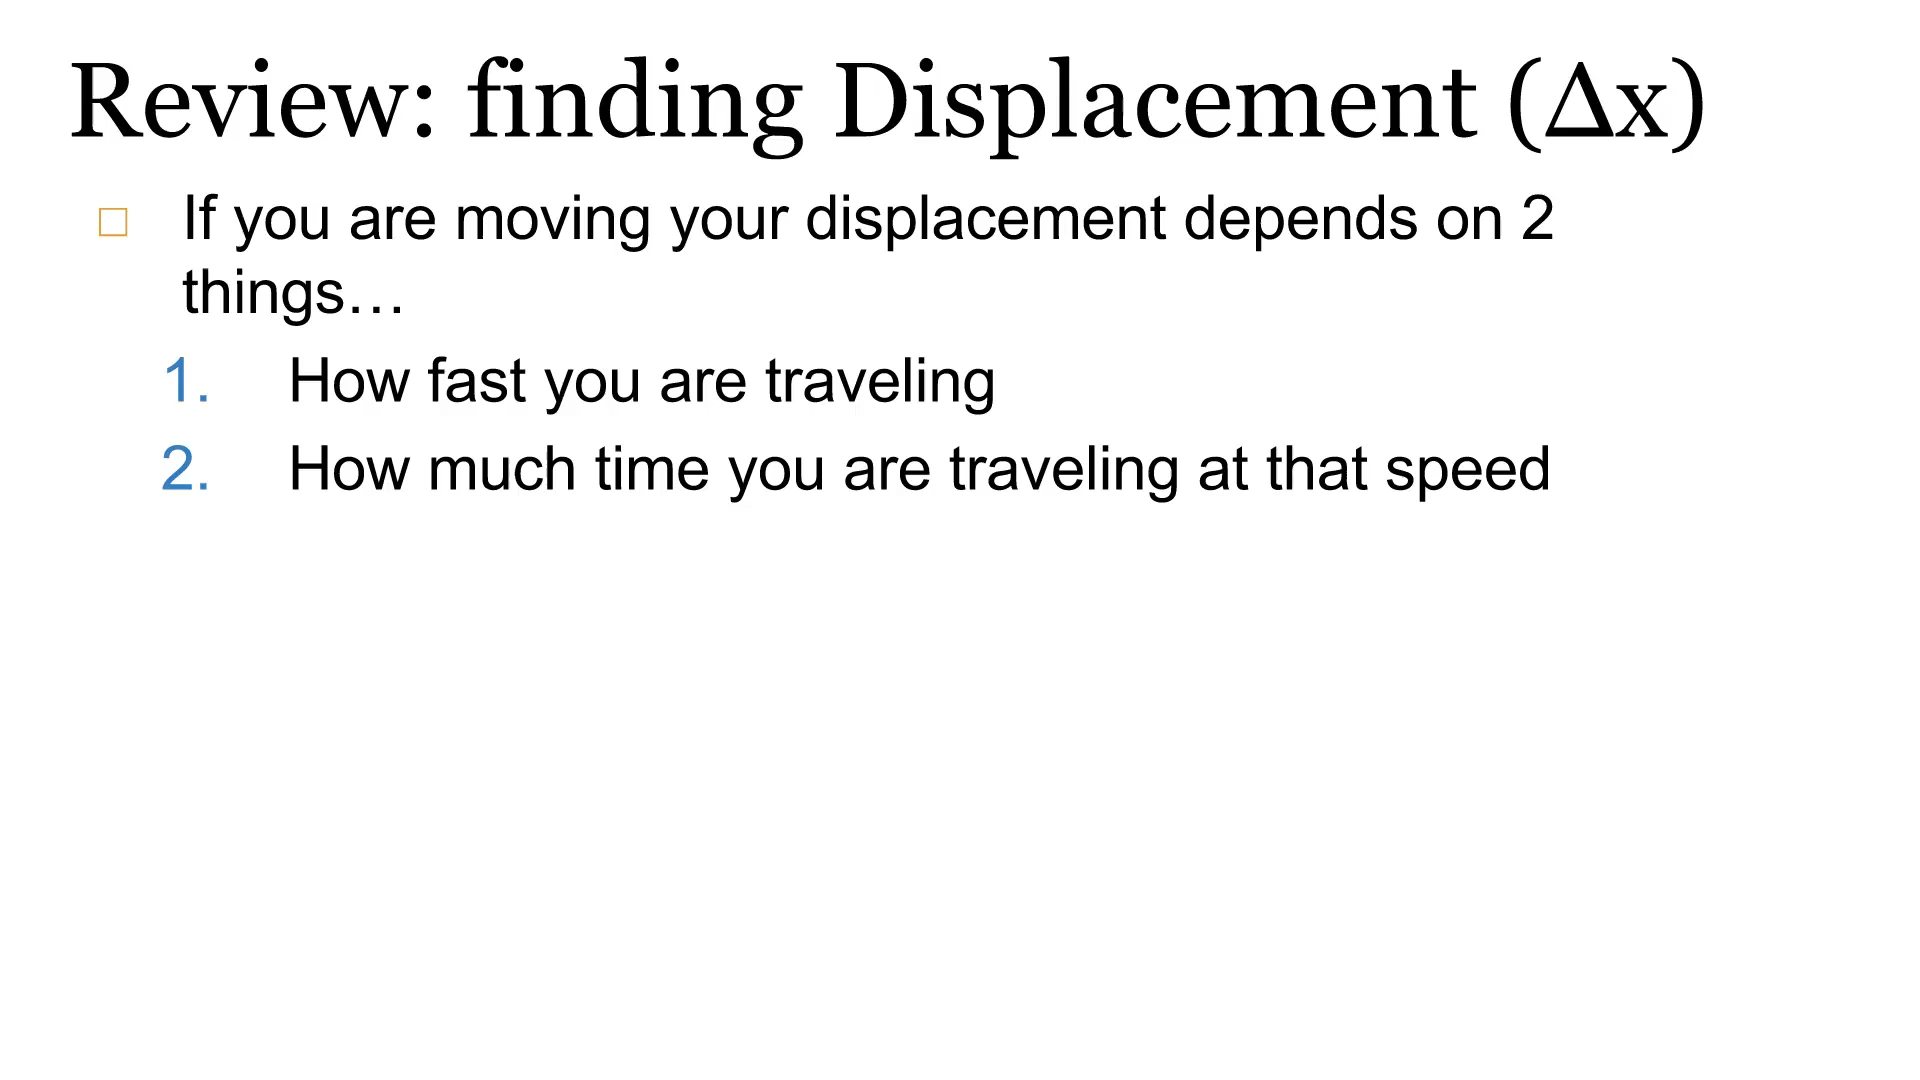 Review: finding Displacement (Δx)
If you are moving your displacement depends on 2
things…
1. How fast you are traveling
2. How much time you are traveling at that speed